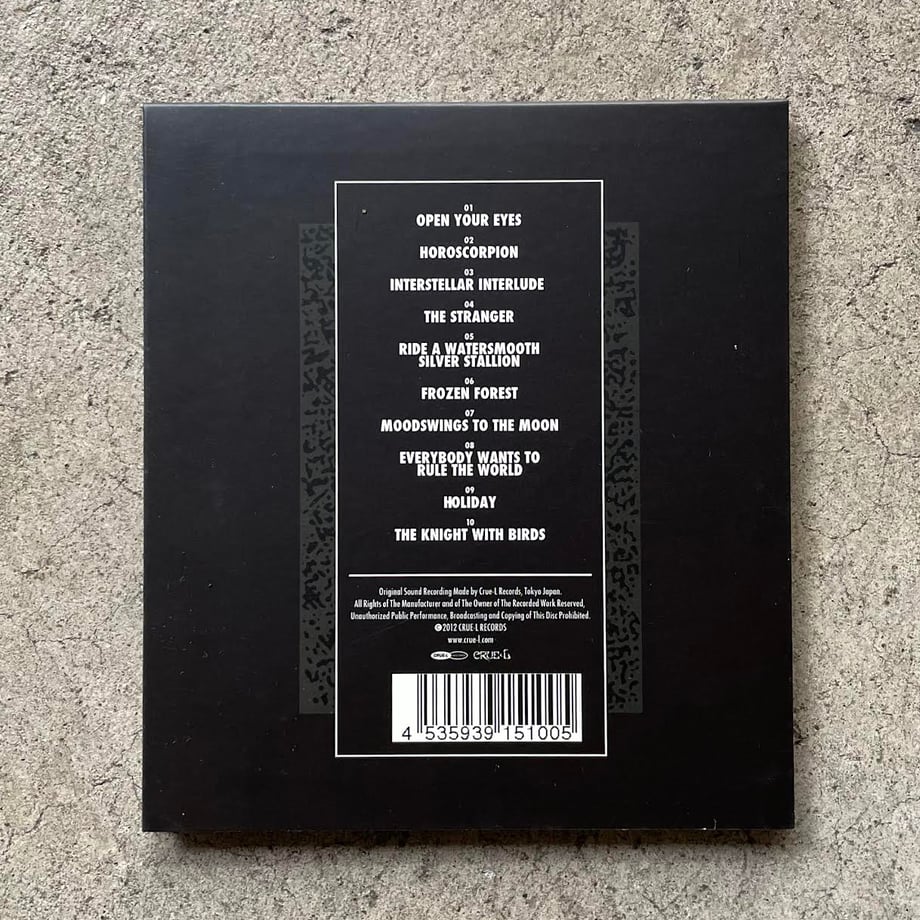 01
OPEN YOUR EYES
02
HOROSCORPION
03
INTERSTELLAR INTERLUDE
04
THE STRANGER
05
RIDE A WATERSMOOTH
SILVER STALLION
06
FROZEN FOREST
07
MOODSWINGS TO THE MOON
08
EVERYBODY WANTS TO
RULE THE WORLD
09
HOLIDAY
10
THE KNIGHT WITH BIRDS
Original Sound Recording Made by Crue-L Records, Tokyo Japan.
All Rights of The Manufacturer and of The Owner of The Recorded Work Reserved,
Unauthorized Public Performance, Broadcasting and Copying of This Disc Prohibited.
©2012 CRUE-L RECORDS
www.crue-l.com
CRUE-L
4 535939 151005